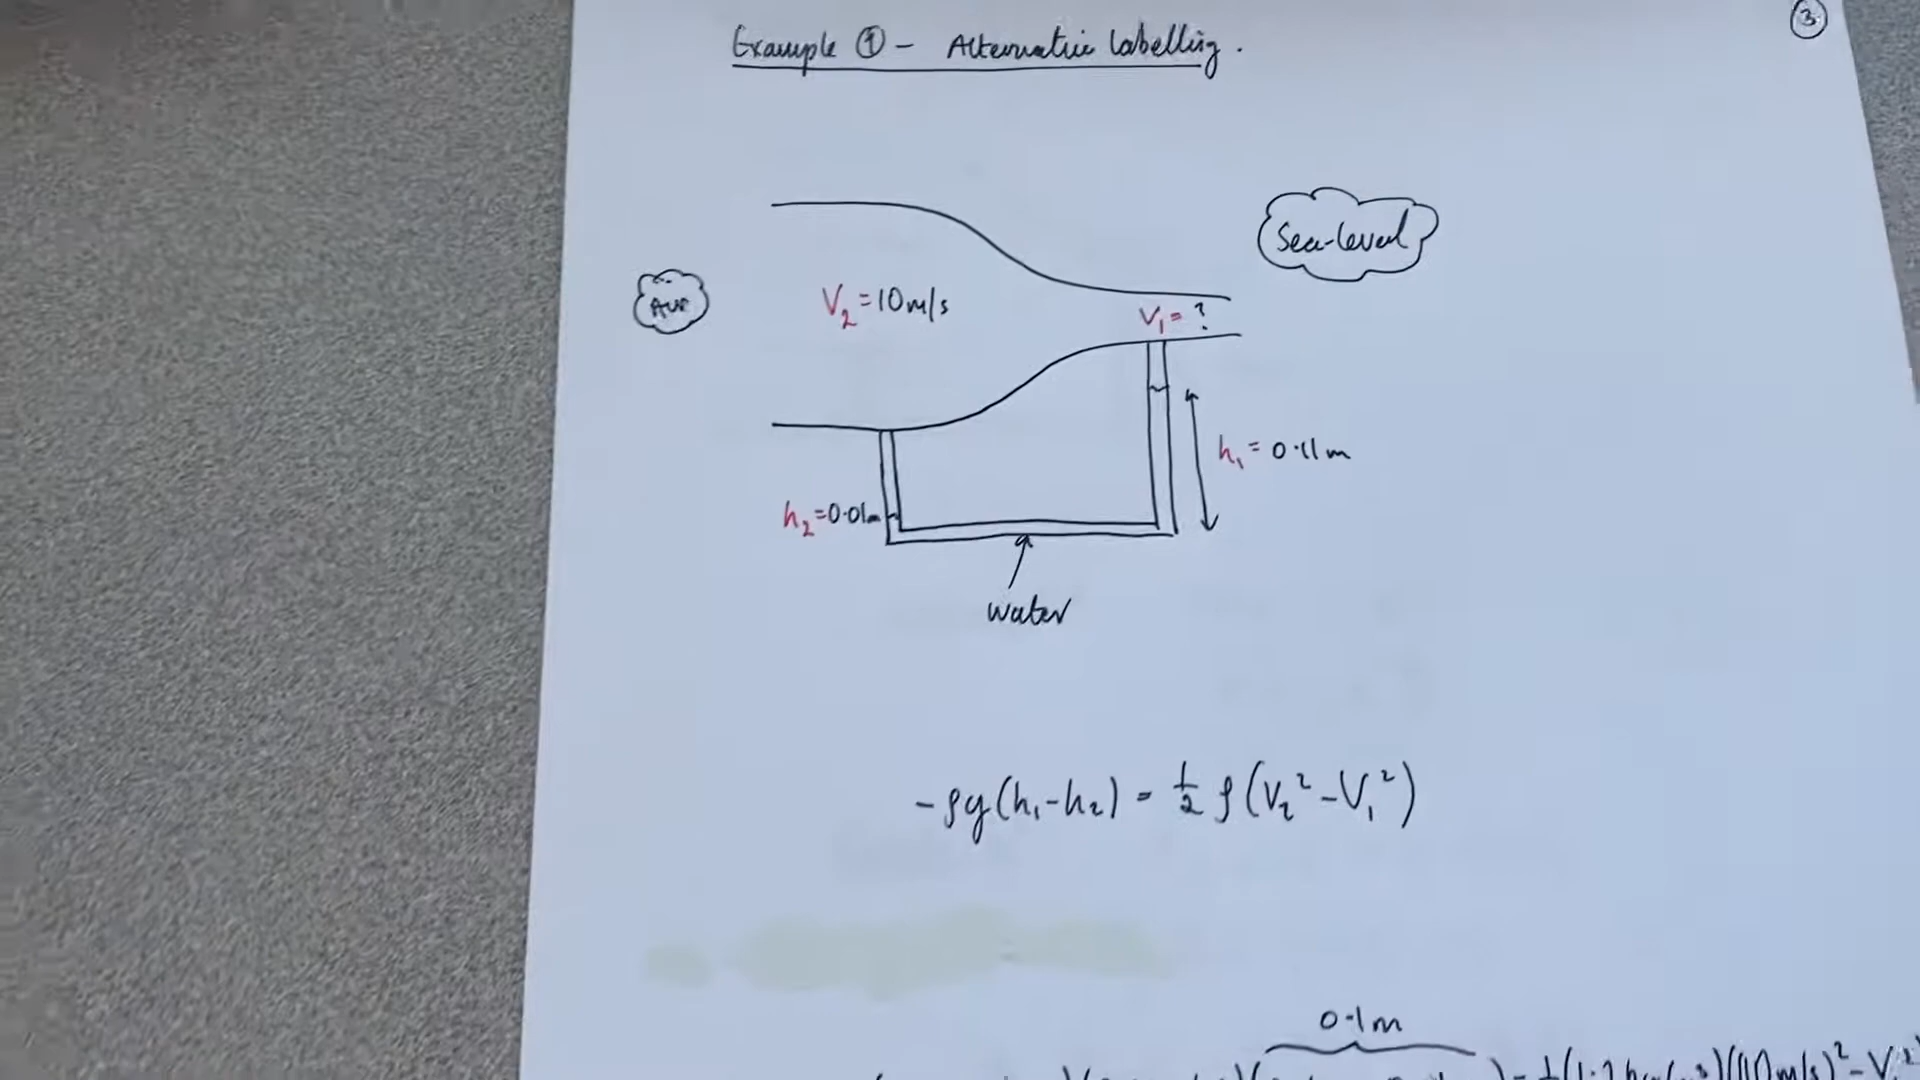 ③
Example ① - Alternative labelling.
Sea-level
Air
V₂ = 10m/s
V₁ = ?
h₁ = 0.11m
h₂ = 0.01m
water
-ρg(h₁-h₂) = ½ρ(V₂²-V₁²)
0.1m